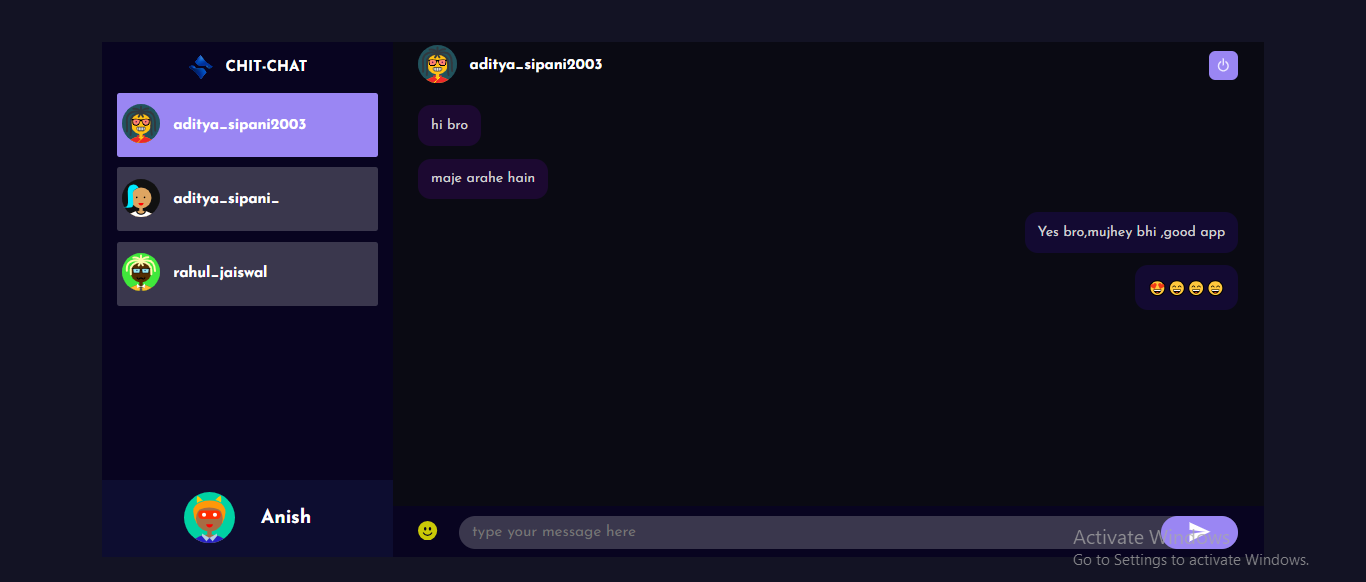 CHIT-CHAT
aditya_sipani2003
aditya_sipani_
rahul_jaiswal
Anish
aditya_sipani2003
hi bro
maje arahe hain
Yes bro,mujhey bhi ,good app
😍😄😄😄
type your message here
Activate Windows
Go to Settings to activate Windows.